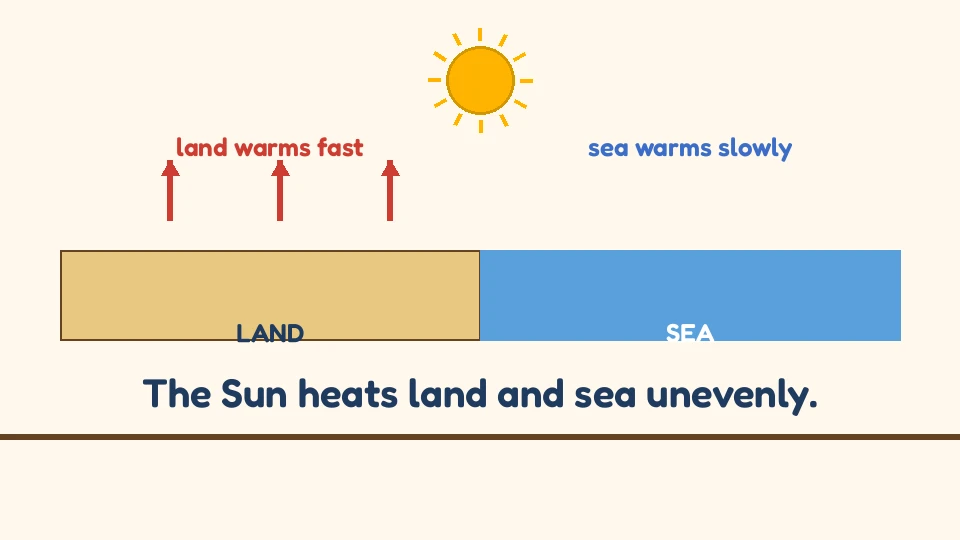 land warms fast
sea warms slowly
LAND
SEA
The Sun heats land and sea unevenly.